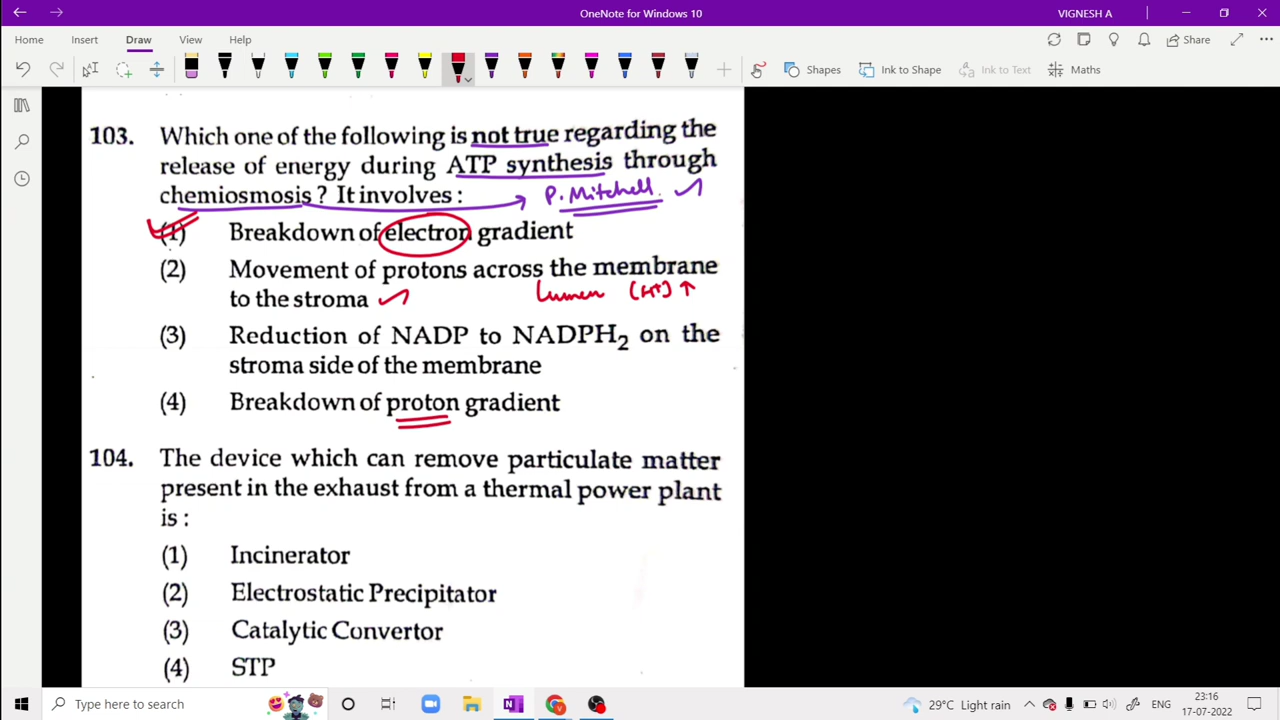 OneNote for Windows 10
VIGNESH A
Home Insert Draw View Help
Share
Shapes Ink to Shape Ink to Text Maths
103. Which one of the following is not true regarding the
release of energy during ATP synthesis through
chemiosmosis ? It involves : P. Mitchell
(1) Breakdown of electron gradient
(2) Movement of protons across the membrane
to the stroma Lumen (H+) ↑
(3) Reduction of NADP to NADPH2 on the
stroma side of the membrane
(4) Breakdown of proton gradient
104. The device which can remove particulate matter
present in the exhaust from a thermal power plant
is :
(1) Incinerator
(2) Electrostatic Precipitator
(3) Catalytic Convertor
(4) STP
Type here to search
29°C Light rain
ENG
23:16
17-07-2022